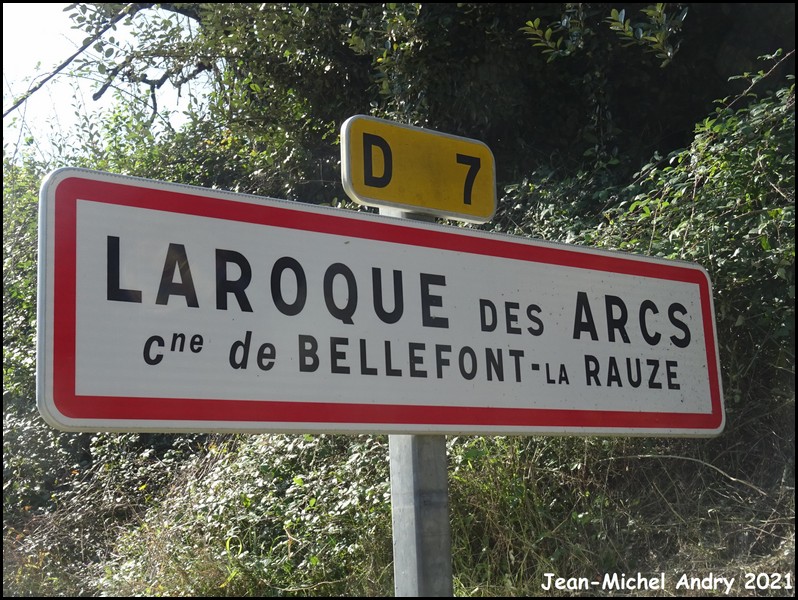 D 7
LAROQUE DES ARCS
Cne de BELLEFONT-LA RAUZE
Jean-Michel Andry 2021